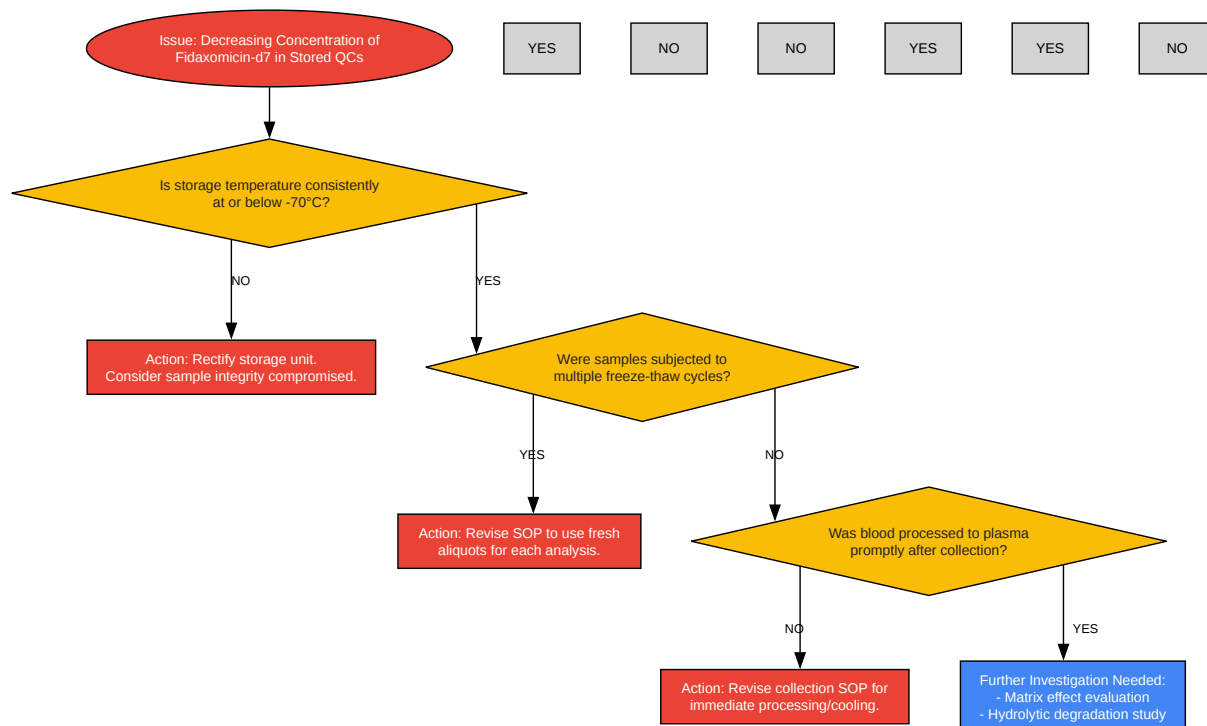 Issue: Decreasing Concentration of
Fidaxomicin-d7 in Stored QCs
YES
NO
NO
YES
YES
NO
Is storage temperature consistently
at or below -70°C?
NO
YES
Action: Rectify storage unit.
Consider sample integrity compromised.
Were samples subjected to
multiple freeze-thaw cycles?
YES
NO
Action: Revise SOP to use fresh
aliquots for each analysis.
Was blood processed to plasma
promptly after collection?
NO
YES
Action: Revise collection SOP for
immediate processing/cooling.
Further Investigation Needed:
- Matrix effect evaluation
- Hydrolytic degradation study